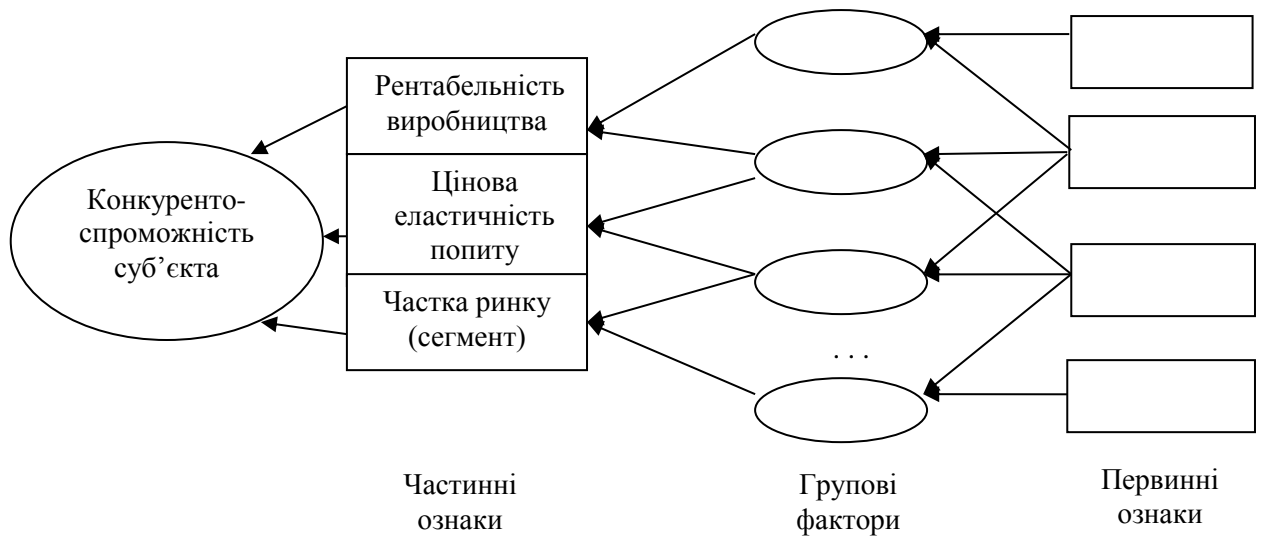 Конкуренто-
спроможність
суб’єкта
Рентабельність
виробництва
Цінова
еластичність
попиту
Частка ринку
(сегмент)
. . .
Частинні
ознаки
Групові
фактори
Первинні
ознаки